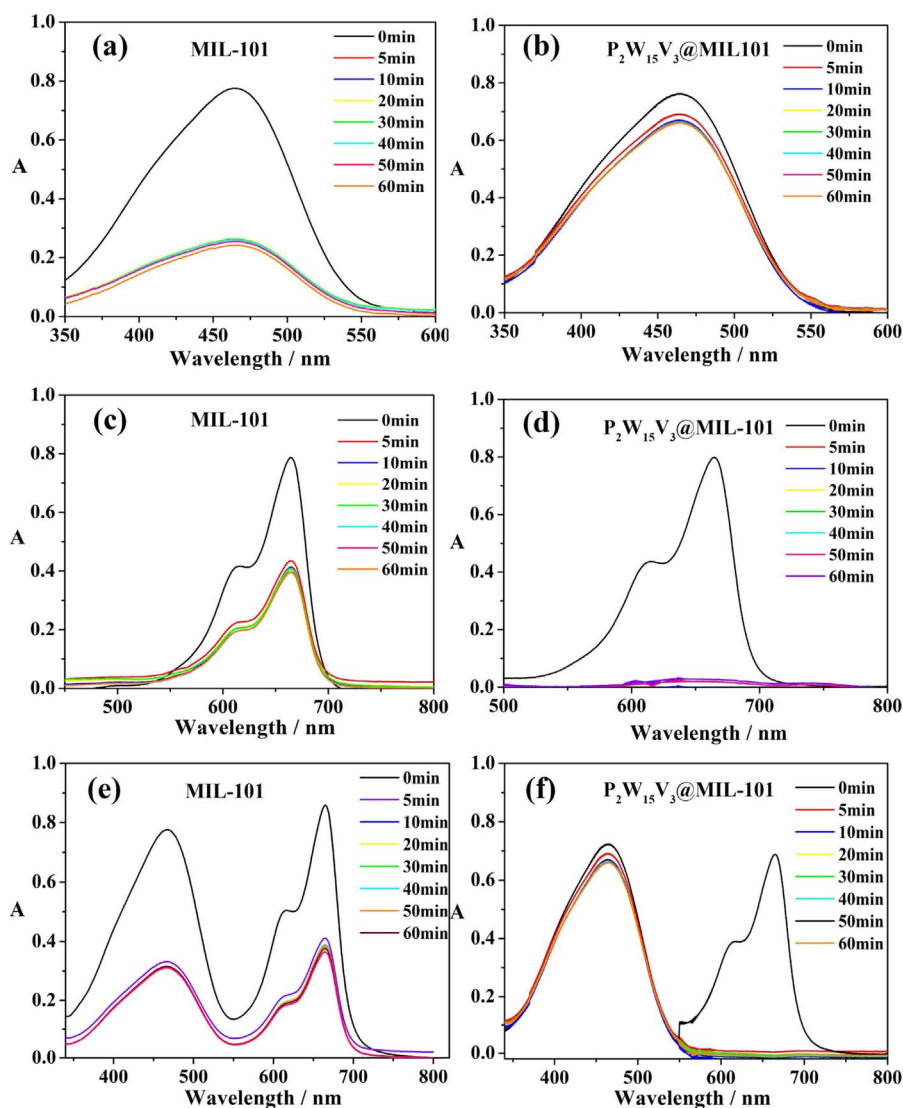 (a)
MIL-101
0min
5min
10min
20min
30min
40min
50min
60min
1.0
0.8
0.6
A
0.4
0.2
0.0
350 400 450 500 550 600
Wavelength / nm
(b)
P₂W₁₅V₃@MIL101
0min
5min
10min
20min
30min
40min
50min
60min
1.0
0.8
0.6
A
0.4
0.2
0.0
350 400 450 500 550 600
Wavelength / nm
(c)
MIL-101
0min
5min
10min
20min
30min
40min
50min
60min
1.0
0.8
0.6
A
0.4
0.2
0.0
500 600 700 800
Wavelength / nm
(d)
P₂W₁₅V₃@MIL-101
0min
5min
10min
20min
30min
40min
50min
60min
1.0
0.8
0.6
A
0.4
0.2
0.0
500 600 700 800
Wavelength / nm
(e)
MIL-101
0min
5min
10min
20min
30min
40min
50min
60min
1.0
0.8
0.6
A
0.4
0.2
0.0
400 500 600 700 800
Wavelength / nm
(f)
P₂W₁₅V₃@MIL-101
0min
5min
10min
20min
30min
40min
50min
60min
1.0
0.8
0.6
A
0.4
0.2
0.0
400 500 600 700 800
Wavelength / nm